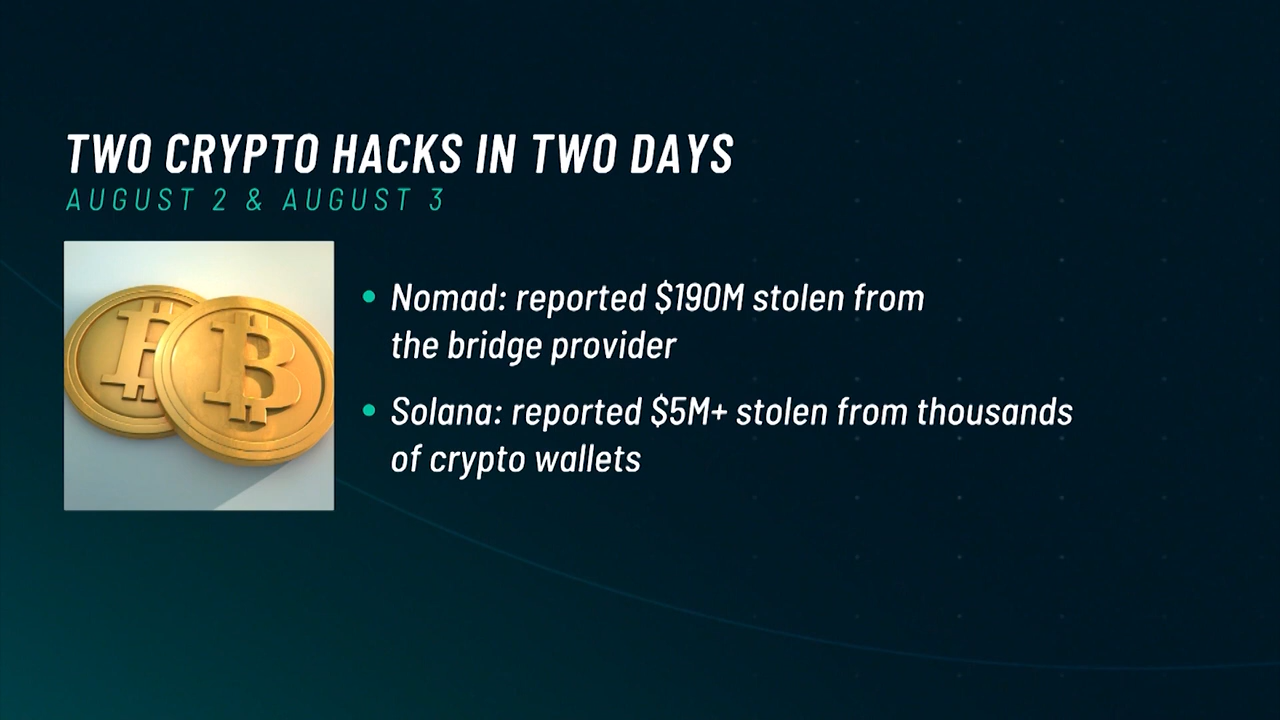 TWO CRYPTO HACKS IN TWO DAYS
AUGUST 2 & AUGUST 3
• Nomad: reported $190M stolen from
the bridge provider
• Solana: reported $5M+ stolen from thousands
of crypto wallets